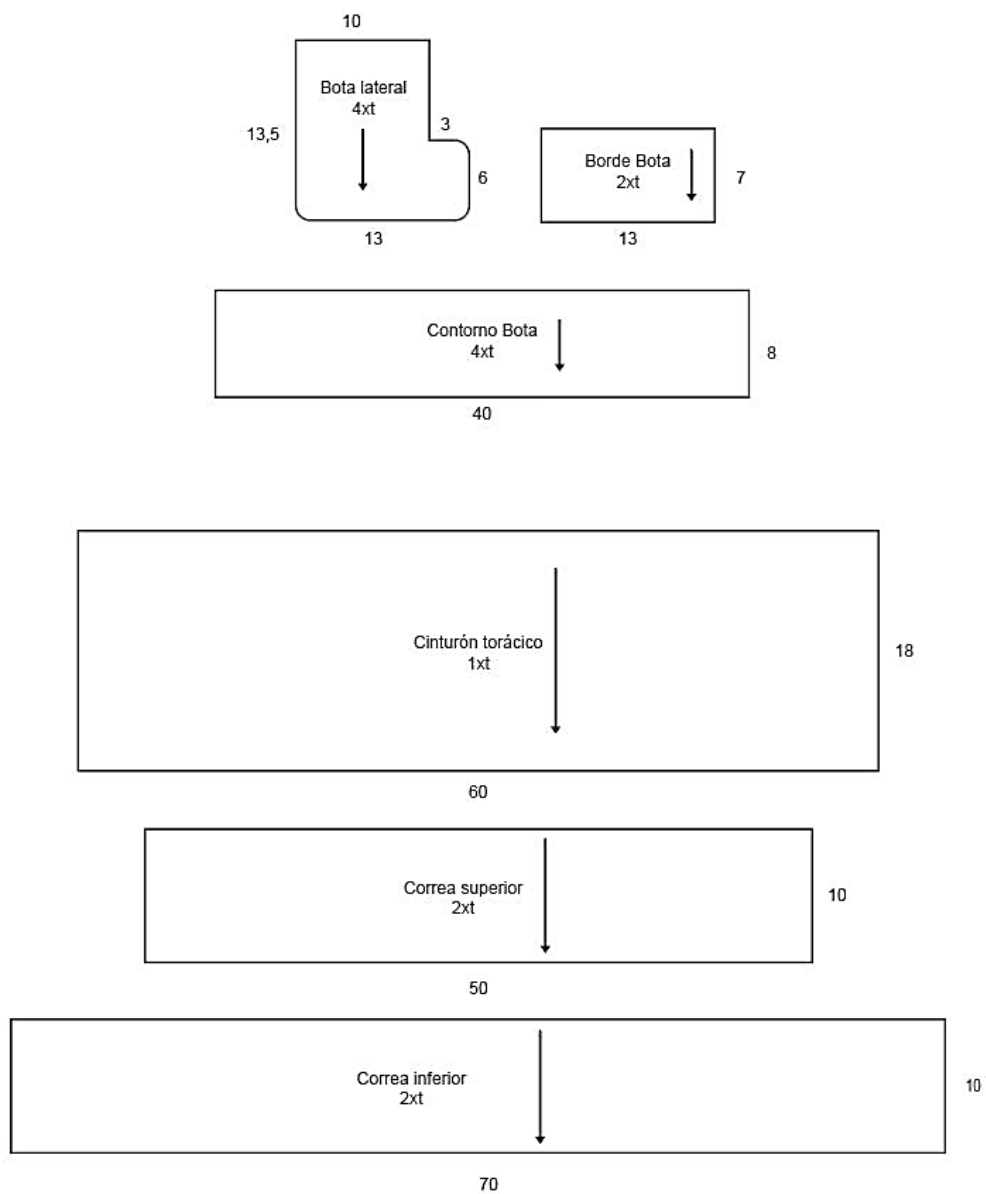 10
Bota lateral
4xt
13,5
3
6
13
Borde Bota
2xt
7
13
Contorno Bota
4xt
8
40
Cinturón torácico
1xt
18
60
Correa superior
2xt
10
50
Correa inferior
2xt
10
70